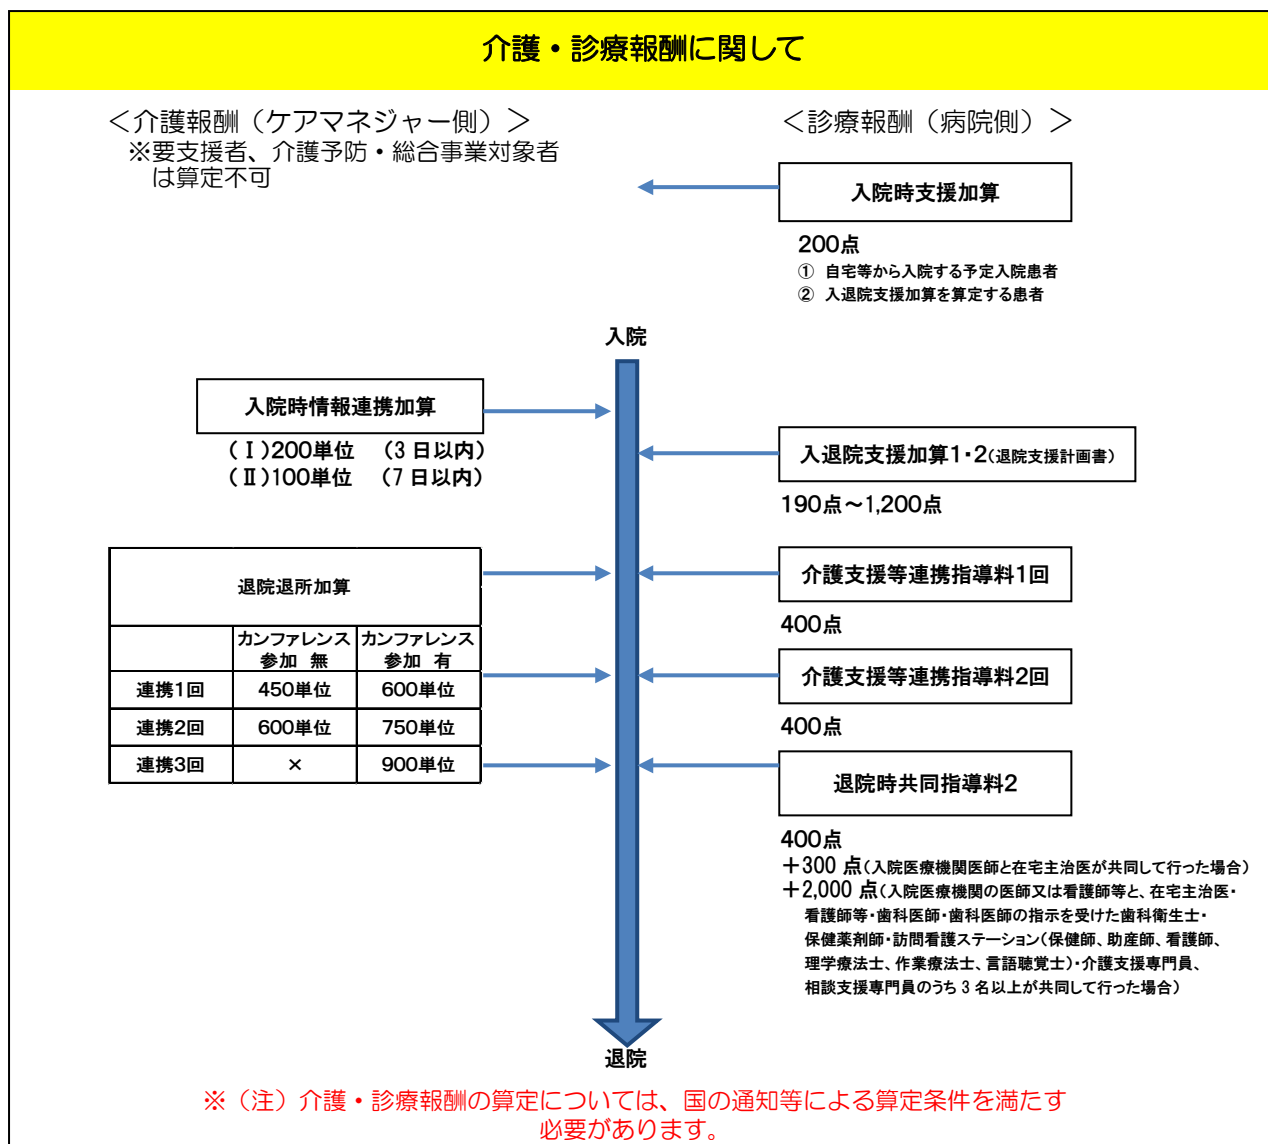 介護・診療報酬に関して
＜介護報酬（ケアマネジャー側）＞
※要支援者、介護予防・総合事業対象者
は算定不可
＜診療報酬（病院側）＞
入院時支援加算
200点
① 自宅等から入院する予定入院患者
② 入退院支援加算を算定する患者
入院
入院時情報連携加算
（Ⅰ）200単位 （3日以内）
（Ⅱ）100単位 （7日以内）
入退院支援加算1・2（退院支援計画書）
190点～1,200点
退院退所加算
カンファレンス参加 無 カンファレンス参加 有
連携1回 450単位 600単位
連携2回 600単位 750単位
連携3回 × 900単位
介護支援等連携指導料1回
400点
介護支援等連携指導料2回
400点
退院時共同指導料2
400点
＋300点（入院医療機関医師と在宅主治医が共同して行った場合）
＋2,000点（入院医療機関の医師又は看護師等と、在宅主治医・
看護師等・歯科医師・歯科医師の指示を受けた歯科衛生士・
保健薬剤師・訪問看護ステーション（保健師、助産師、看護師、
理学療法士、作業療法士、言語聴覚士）・介護支援専門員、
相談支援専門員のうち3名以上が共同して行った場合）
退院
※（注）介護・診療報酬の算定については、国の通知等による算定条件を満たす
必要があります。